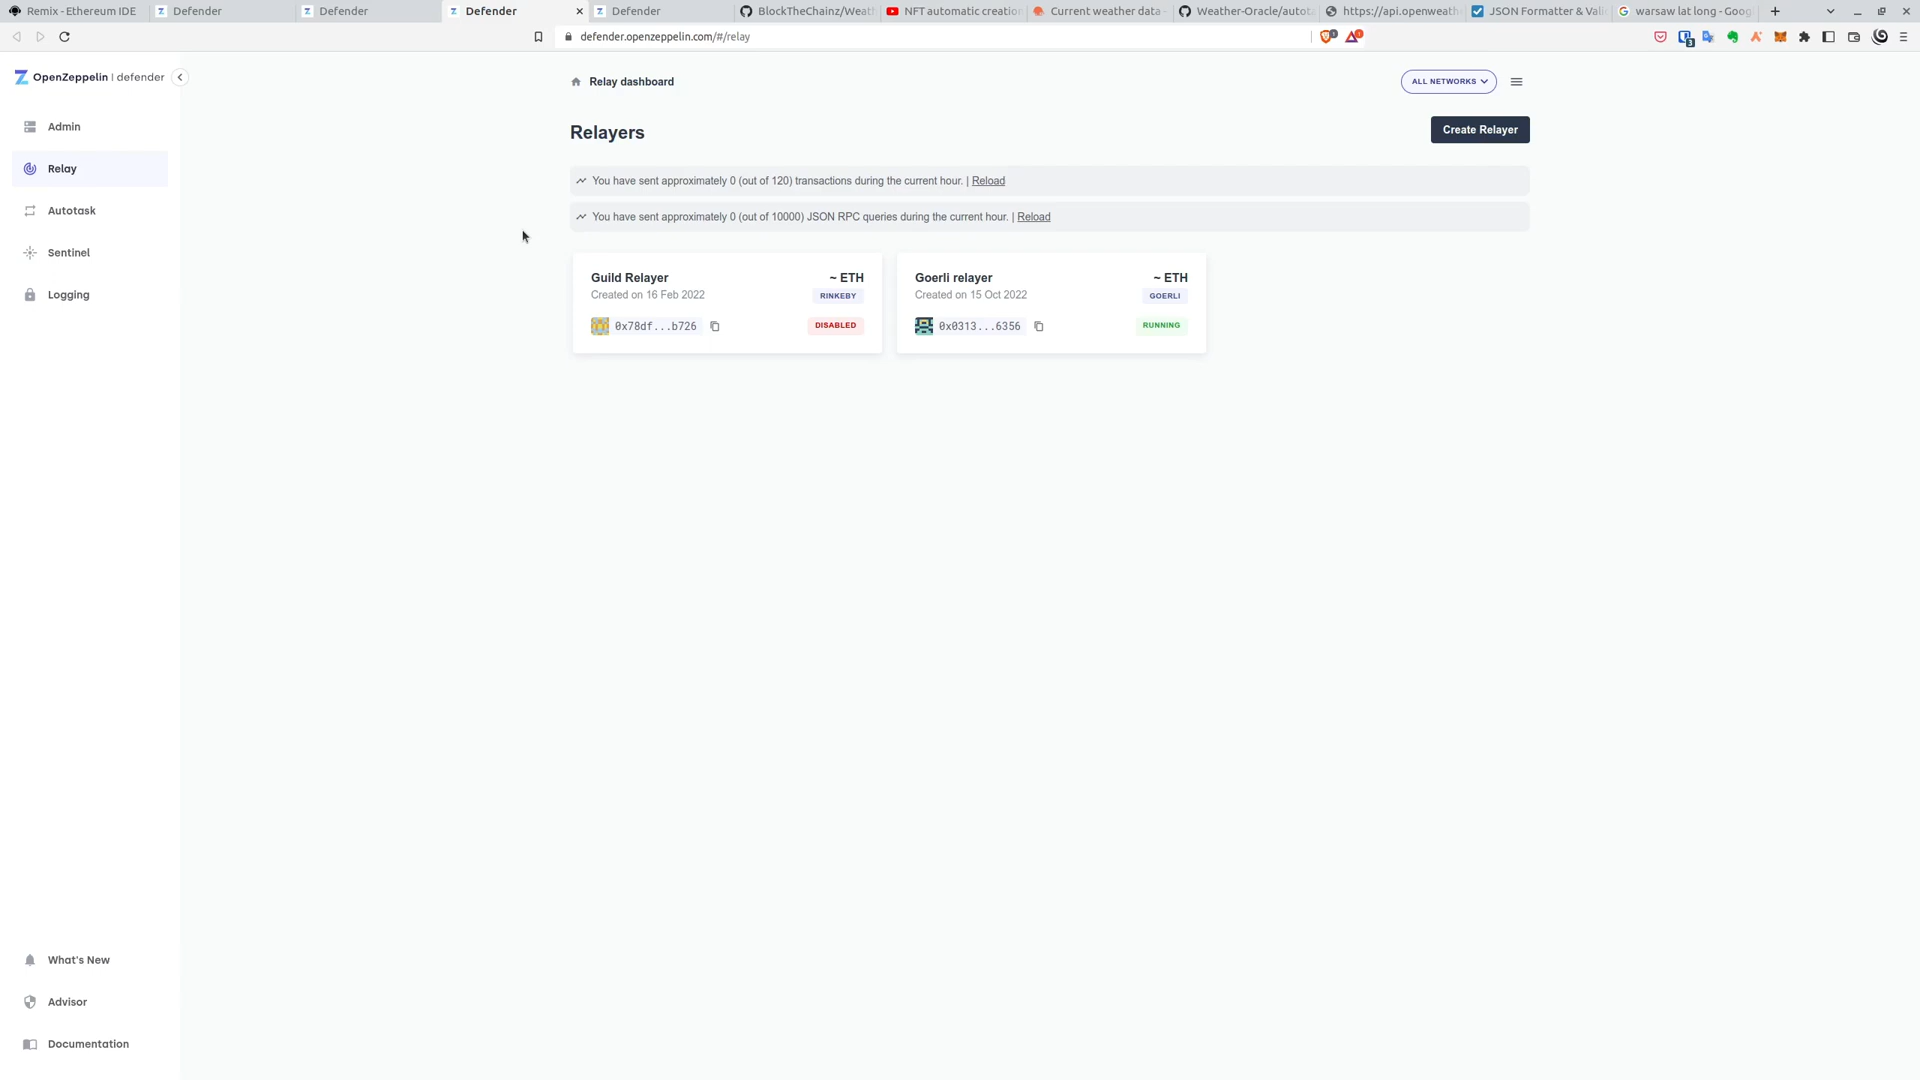 Remix - Ethereum IDE
Defender
Defender
Defender
Defender
BlockTheChainz/Weath
NFT automatic creation
Current weather data -
Weather-Oracle/autota
https://api.openweath
JSON Formatter & Vali
warsaw lat long - Goog
defender.openzeppelin.com/#/relay
OpenZeppelin | defender
Relay dashboard
ALL NETWORKS
Admin
Relay
Autotask
Sentinel
Logging
Relayers
Create Relayer
You have sent approximately 0 (out of 120) transactions during the current hour. | Reload
You have sent approximately 0 (out of 10000) JSON RPC queries during the current hour. | Reload
Guild Relayer
~ ETH
Created on 16 Feb 2022
RINKEBY
0x78df...b726
DISABLED
Goerli relayer
~ ETH
Created on 15 Oct 2022
GOERLI
0x0313...6356
RUNNING
What's New
Advisor
Documentation